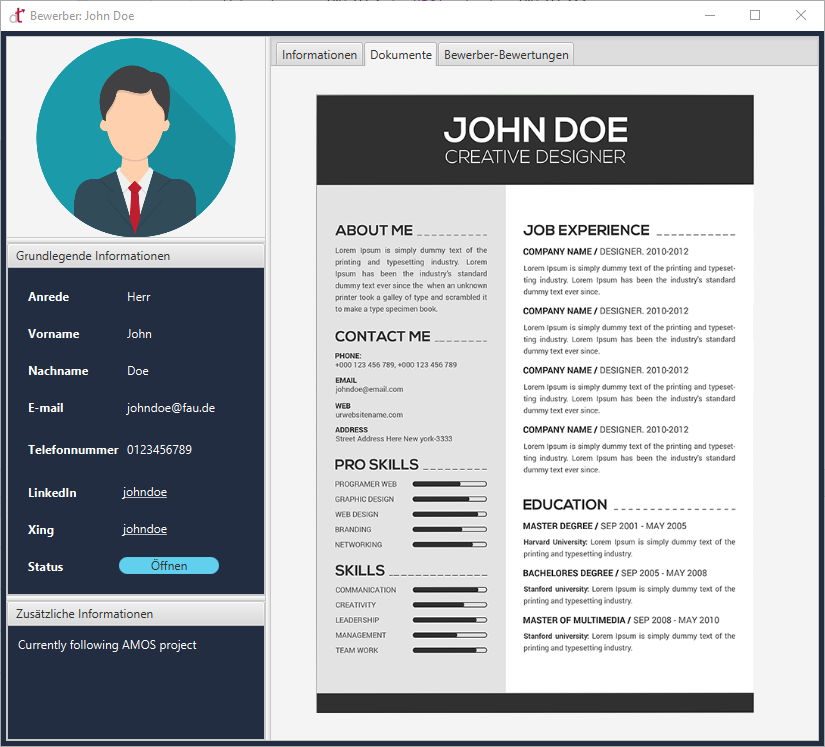 Bewerber: John Doe
Informationen
Dokumente
Bewerber-Bewertungen
Grundlegende Informationen
Anrede Herr
Vorname John
Nachname Doe
E-mail johndoe@fau.de
Telefonnummer 0123456789
LinkedIn johndoe
Xing johndoe
Status Öffnen
Zusätzliche Informationen
Currently following AMOS project
JOHN DOE
CREATIVE DESIGNER
ABOUT ME
Lorem Ipsum is simply dummy text of the
printing and typesetting industry. Lorem
Ipsum has been the industry's standard
dummy text ever since the when an unknown
printer took a galley of type and scrambled it
to make a type specimen book.
CONTACT ME
PHONE:
+000 123 456 789, +000 123 456 789
EMAIL
johndoe@email.com
WEB
urwebsitename.com
ADDRESS
Street Address Here New york-3333
PRO SKILLS
PROGRAMER WEB
GRAPHIC DESIGN
WEB DESIGN
BRANDING
NETWORKING
SKILLS
COMMUNICATION
CREATIVITY
LEADERSHIP
MANAGEMENT
TEAM WORK
JOB EXPERIENCE
COMPANY NAME / DESIGNER. 2010-2012
Lorem Ipsum is simply dummy text of the printing and typeset-
ting industry. Lorem Ipsum has been the industry's standard
dummy text ever since.
COMPANY NAME / DESIGNER. 2010-2012
Lorem Ipsum is simply dummy text of the printing and typeset-
ting industry. Lorem Ipsum has been the industry's standard
dummy text ever since.
COMPANY NAME / DESIGNER. 2010-2012
Lorem Ipsum is simply dummy text of the printing and typeset-
ting industry. Lorem Ipsum has been the industry's standard
dummy text ever since.
COMPANY NAME / DESIGNER. 2010-2012
Lorem Ipsum is simply dummy text of the printing and typeset-
ting industry. Lorem Ipsum has been the industry's standard
dummy text ever since.
EDUCATION
MASTER DEGREE / SEP 2001 - MAY 2005
Harvard University: Lorem Ipsum is simply dummy text of the
printing and typesetting industry.
BACHELORES DEGREE / SEP 2005 - MAY 2008
Stanford university: Lorem Ipsum is simply dummy text of the
printing and typesetting industry.
MASTER OF MULTIMEDIA / SEP 2008 - MAY 2010
Stanford university: Lorem Ipsum is simply dummy text of the
printing and typesetting industry.